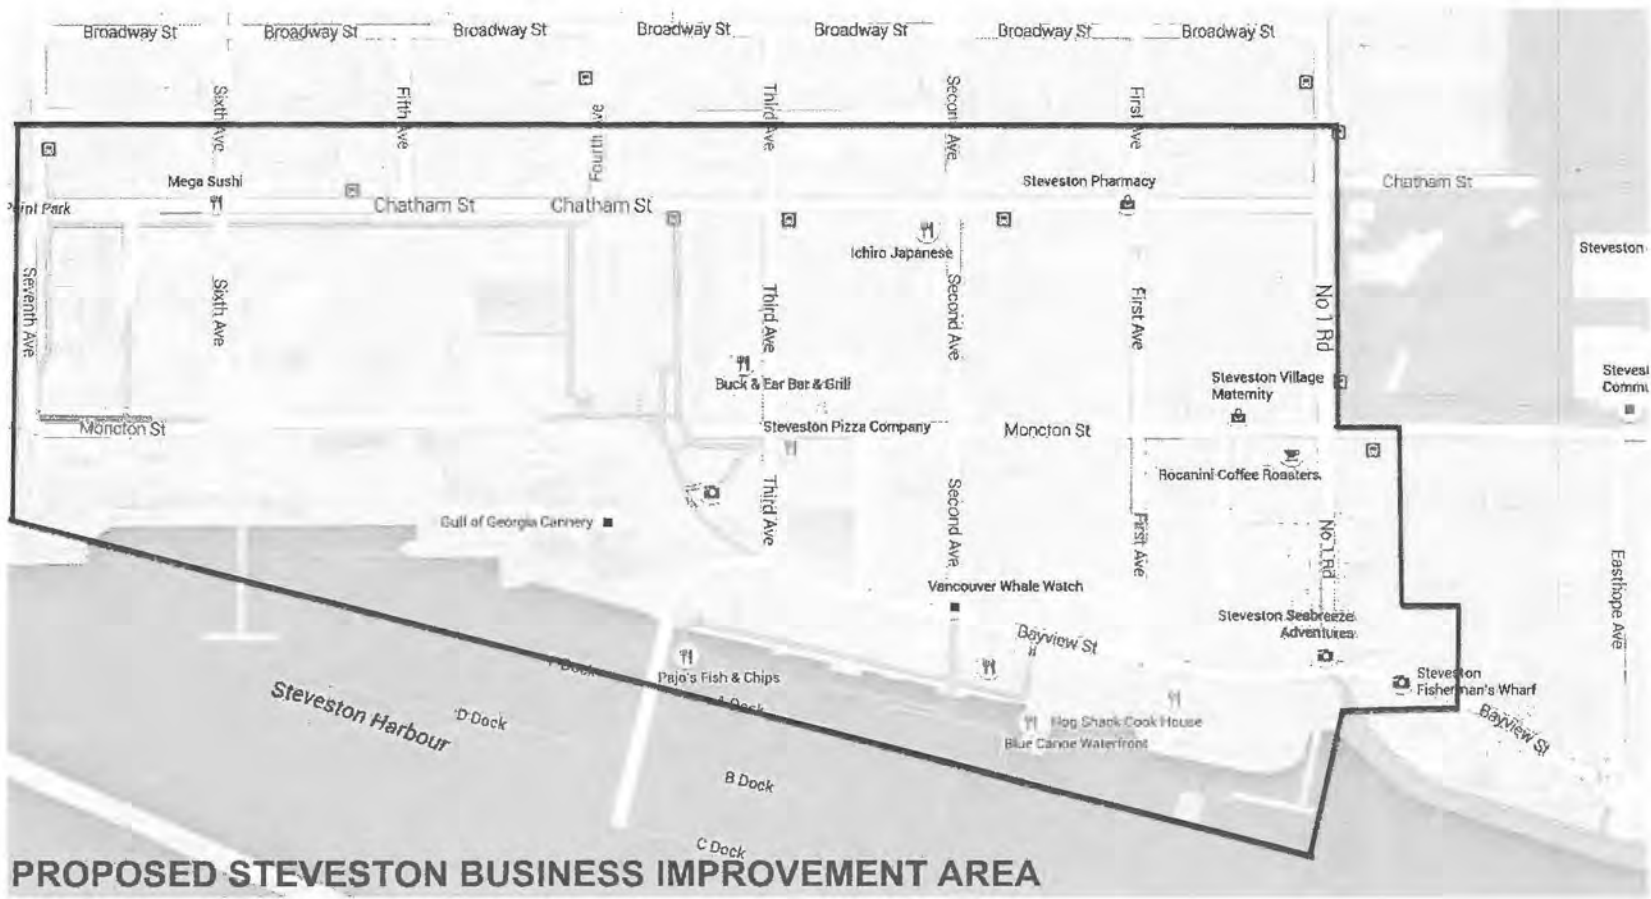 Broadway St Broadway St Broadway St Broadway St Broadway St Broadway St Broadway St
Sixth Ave
Fifth Ave
Fourth Ave
Third Ave
Second Ave
First Ave
Mega Sushi
Steveston Pharmacy
Point Park
Chatham St
Chatham St
Chatham St
Ichiro Japanese
Steveston
Seventh Ave
Sixth Ave
Third Ave
Second Ave
First Ave
No 1 Rd
Buck & Ear Bar & Grill
Steveston Village
Maternity
Steves
Commu
Moncton St
Steveston Pizza Company
Moncton St
Rocanini Coffee Roasters
Gulf of Georgia Cannery
Third Ave
Second Ave
First Ave
No 1 Rd
Easthope Ave
Vancouver Whale Watch
Steveston Seabreeze
Adventures
Bayview St
Pajo's Fish & Chips
Steveston
Fisherman's Wharf
Bayview St
Steveston Harbour
D Dock
A Dock
Hog Shack Cook House
Blue Canoe Waterfront
B Dock
C Dock
PROPOSED STEVESTON BUSINESS IMPROVEMENT AREA